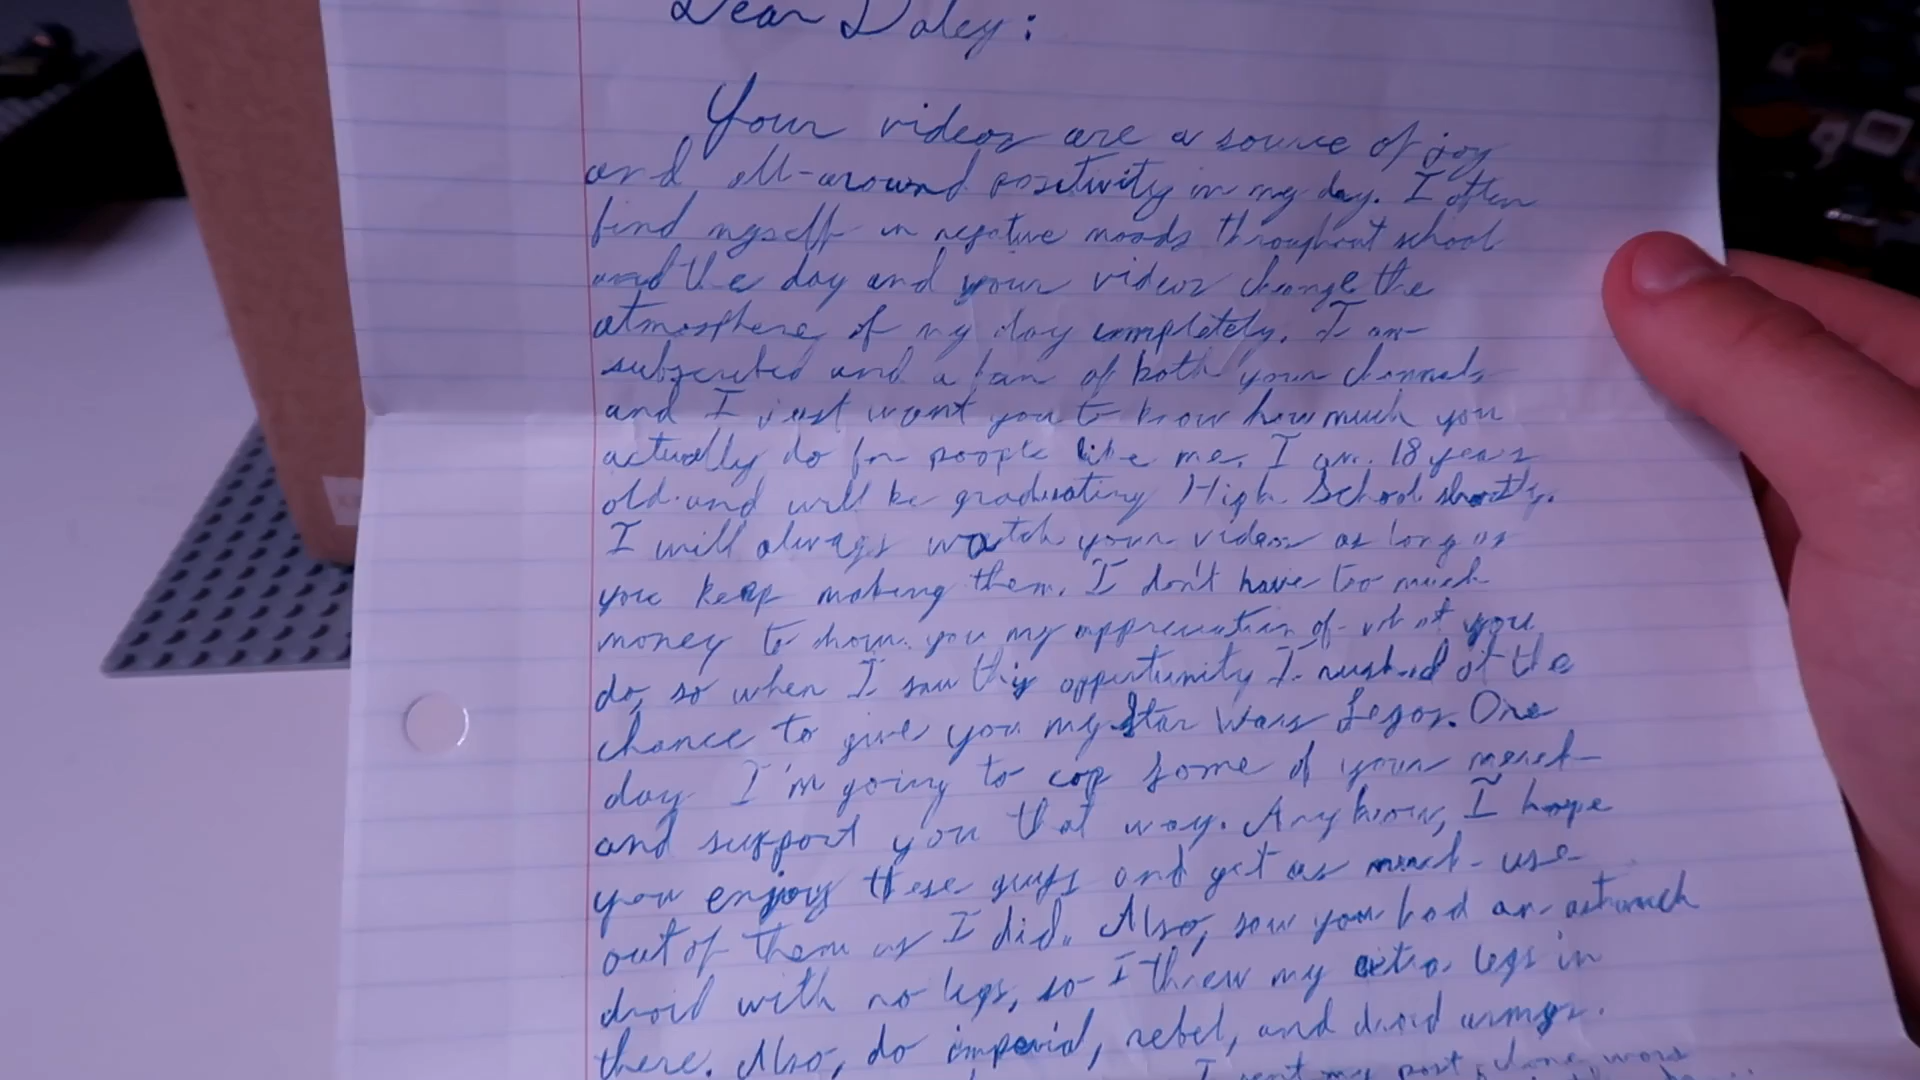 Dear Daley:
Your videos are a source of joy
and all-around positivity in my day. I often
find myself in negative moods throughout school
and the day and your videos change the
atmosphere of my day completely. I am
subscribed and a fan of both your channels
and I just want you to know how much you
actually do for people like me. I am 18 years
old and will be graduating High School shortly.
I will always watch your videos as long as
you keep making them. I don't have too much
money to show you my appreciation of what you
do, so when I saw this opportunity I rushed at the
chance to give you my Star Wars Legos. One
day I'm going to cop some of your merch
and support you that way. Anyhow, I hope
you enjoy these guys and get as much use
out of them as I did. Also, saw you had an astromech
droid with no legs, so I threw my extra legs in
there. Also, do imperial, rebel, and droid armys.
I sent my post clone wars